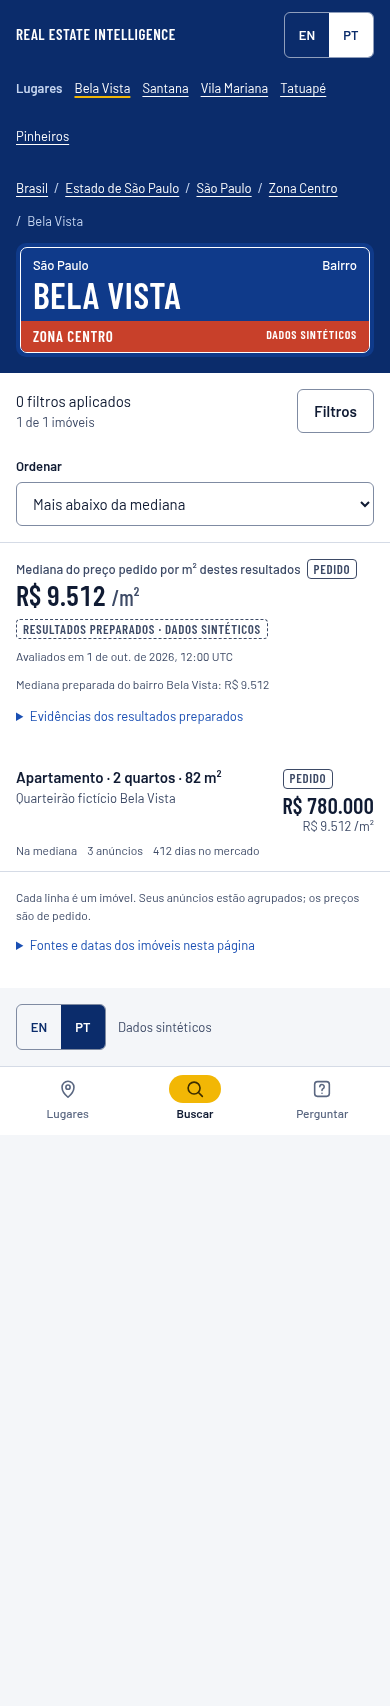 REAL ESTATE INTELLIGENCE
EN PT
Lugares Bela Vista Santana Vila Mariana Tatuapé
Pinheiros
Brasil / Estado de São Paulo / São Paulo / Zona Centro
/ Bela Vista
São Paulo Bairro
BELA VISTA
ZONA CENTRO DADOS SINTÉTICOS
0 filtros aplicados
1 de 1 imóveis
Filtros
Ordenar
Mais abaixo da mediana
Mediana do preço pedido por m² destes resultados PEDIDO
R$ 9.512 /m²
RESULTADOS PREPARADOS · DADOS SINTÉTICOS
Avaliados em 1 de out. de 2026, 12:00 UTC
Mediana preparada do bairro Bela Vista: R$ 9.512
Evidências dos resultados preparados
Apartamento · 2 quartos · 82 m²
Quarteirão fictício Bela Vista
PEDIDO
R$ 780.000
R$ 9.512 /m²
Na mediana 3 anúncios 412 dias no mercado
Cada linha é um imóvel. Seus anúncios estão agrupados; os preços
são de pedido.
Fontes e datas dos imóveis nesta página
EN PT Dados sintéticos
Lugares Buscar Perguntar